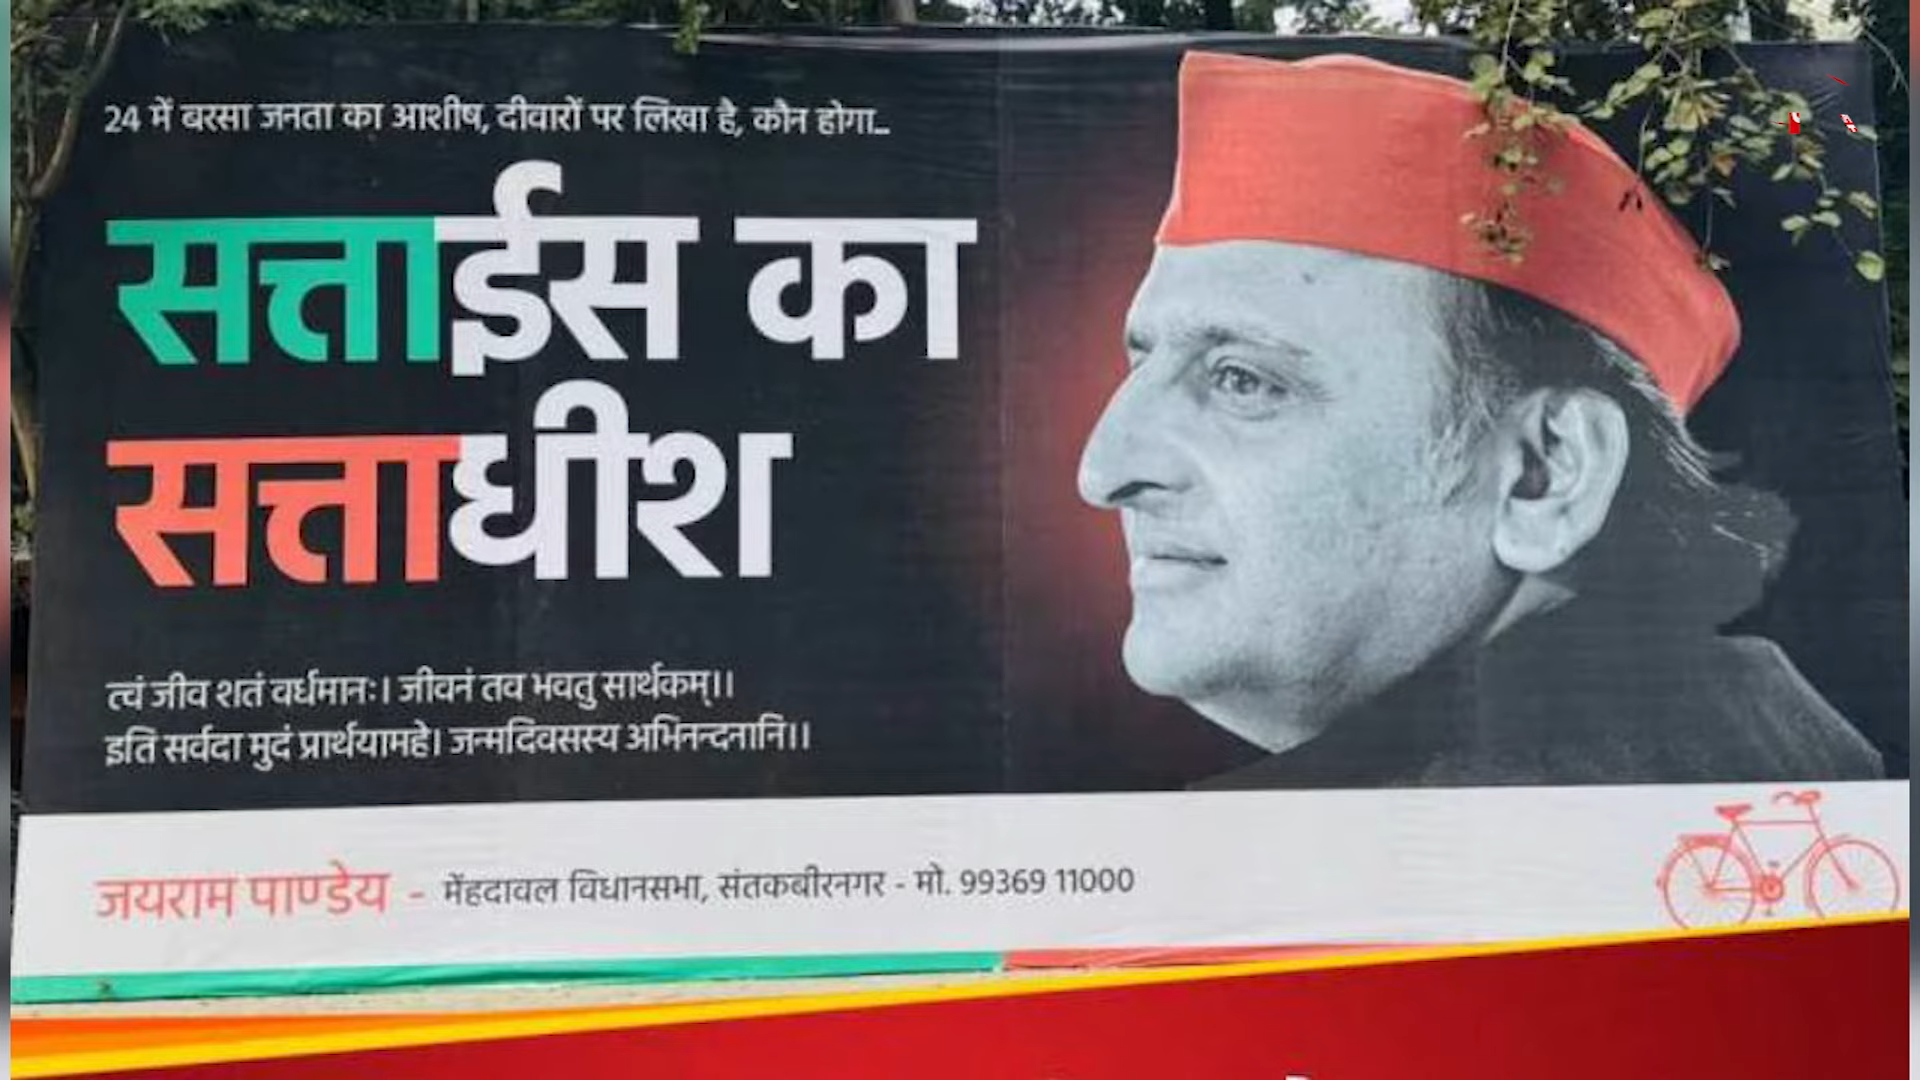 24 में बरसा जनता का आशीष, दीवारों पर लिखा है, कौन होगा...
सत्ताईस का
सत्ताधीश
त्वं जीव शतं वर्धमानः। जीवनं तव भवतु सार्थकम्।।
इति सर्वदा मुदं प्रार्थयामहे। जन्मदिवसस्य अभिनन्दनानि।।
जयराम पाण्डेय - मेंहदावल विधानसभा, संतकबीरनगर - मो. 99369 11000